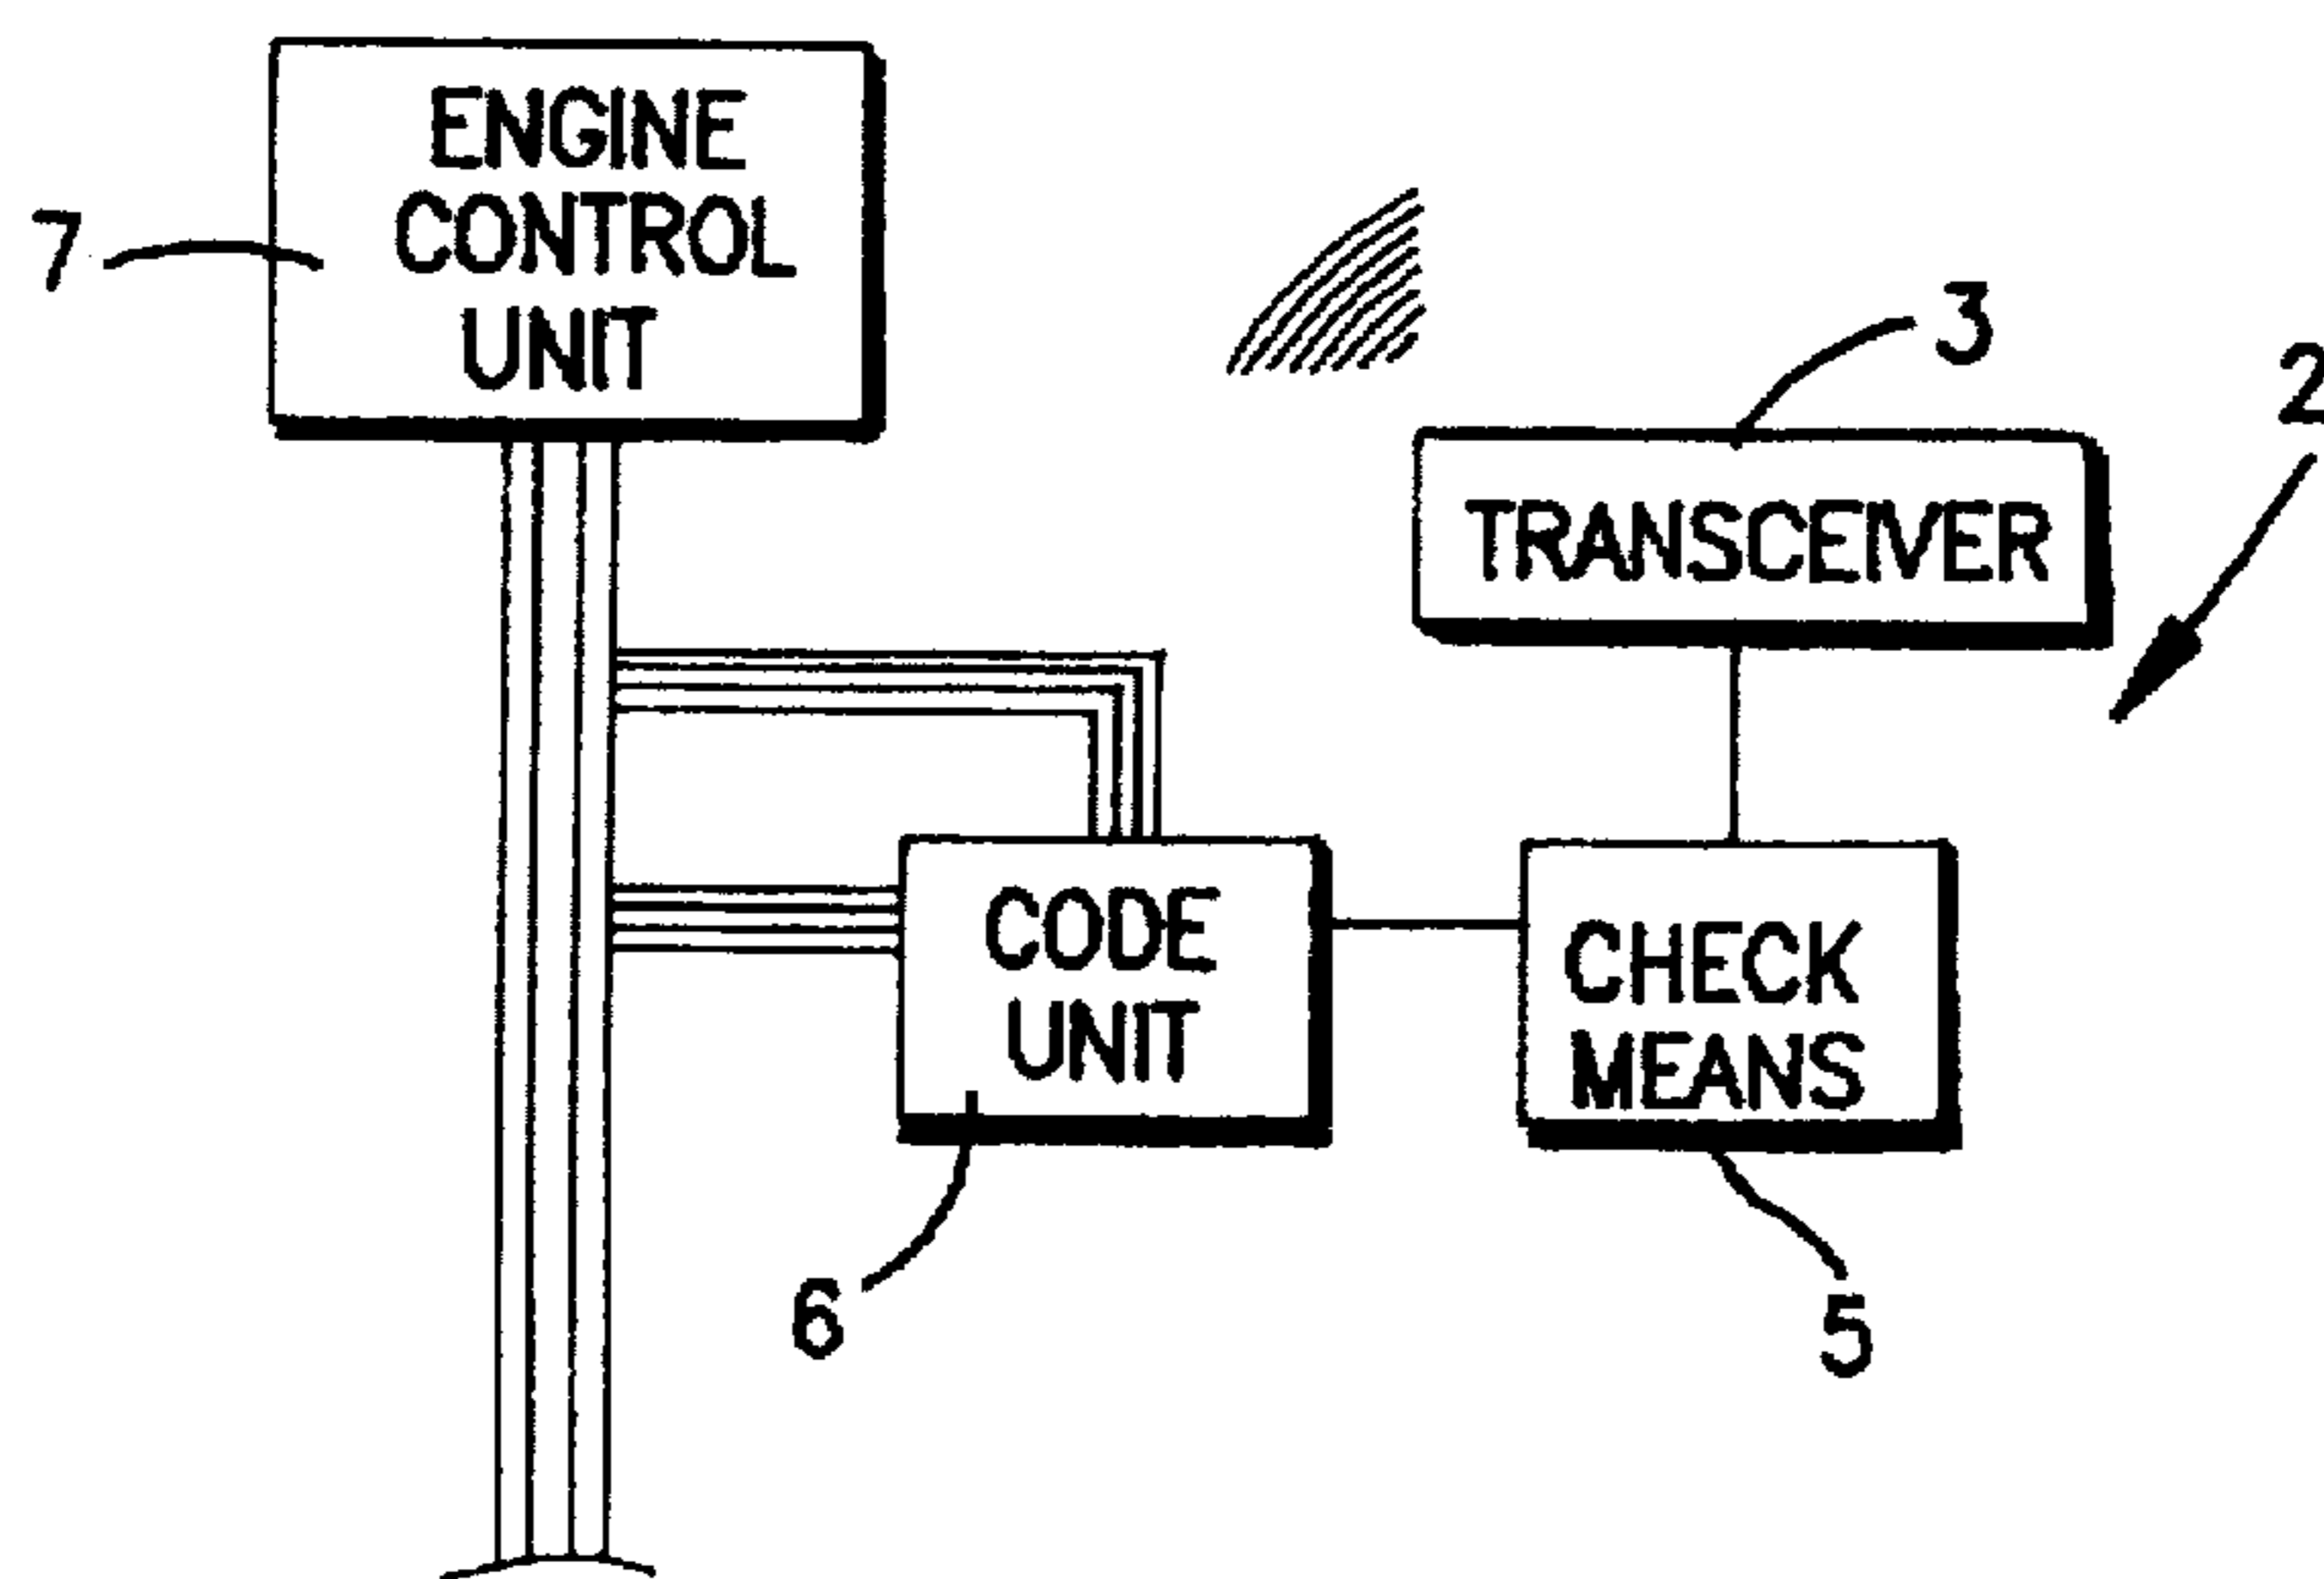 ENGINE
CONTROL
UNIT
7
3
2
TRANSCEIVER
CODE
UNIT
CHECK
MEANS
6
5